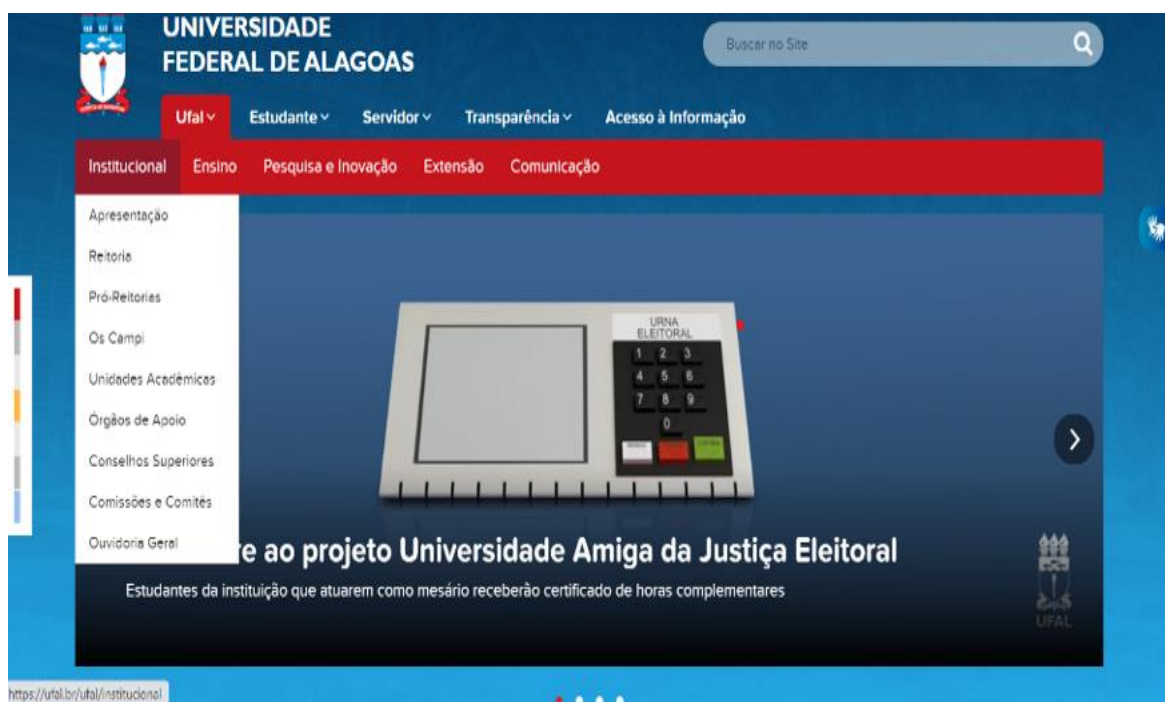 UNIVERSIDADE
FEDERAL DE ALAGOAS
Buscar no Site
Ufal Estudante Servidor Transparência Acesso à Informação
Institucional Ensino Pesquisa e Inovação Extensão Comunicação
Apresentação
Reitoria
Pró-Reitorias
Os Campi
Unidades Acadêmicas
Órgãos de Apoio
Conselhos Superiores
Comissões e Comitês
Ouvidoria Geral
URNA
ELEITORAL
1 2 3
4 5 6
7 8 9
0
re ao projeto Universidade Amiga da Justiça Eleitoral
Estudantes da instituição que atuarem como mesário receberão certificado de horas complementares
UFAL
https://ufal.br/ufal/institucional